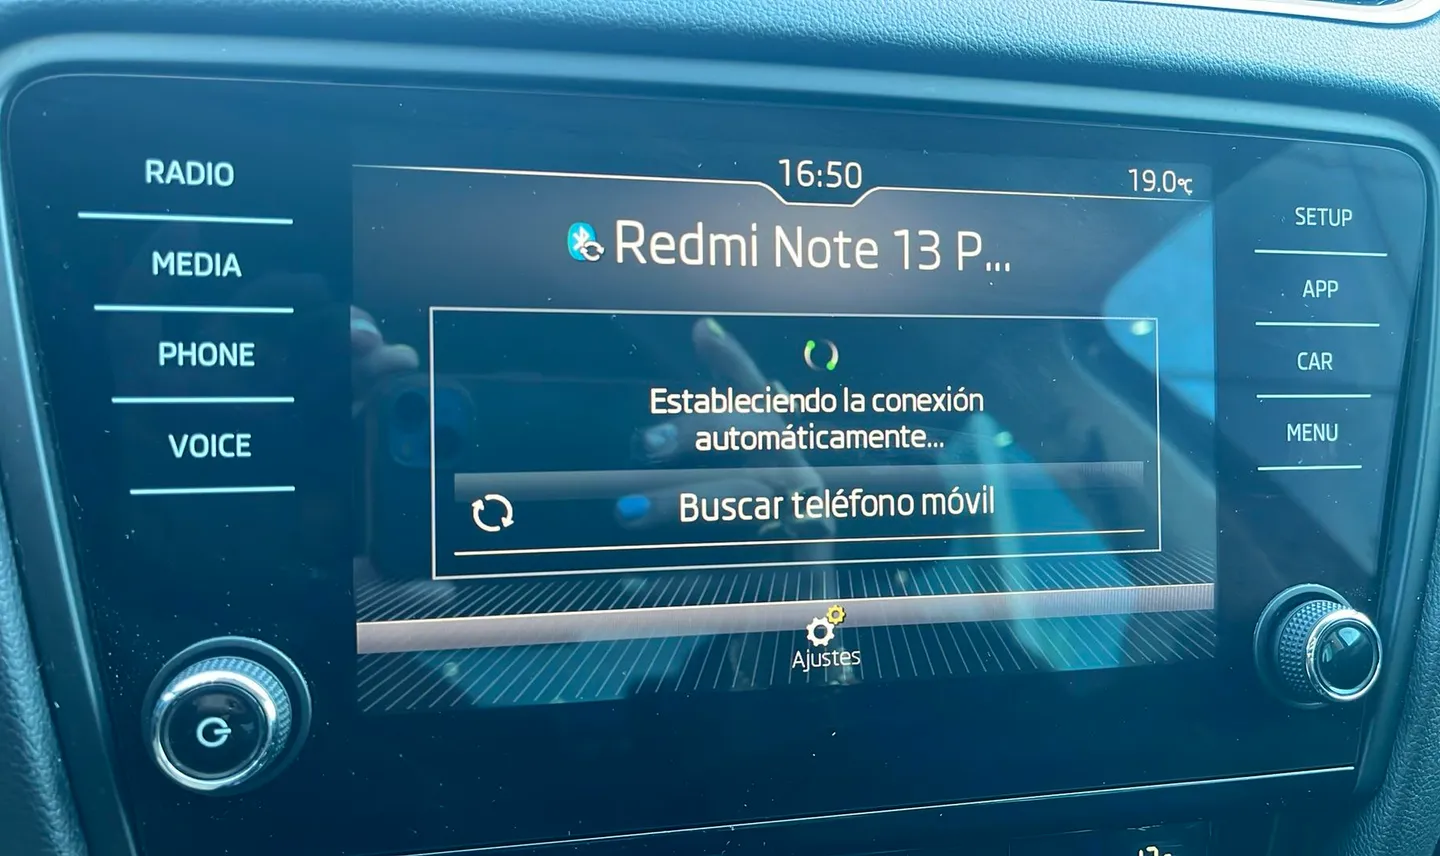 RADIO
MEDIA
PHONE
VOICE
16:50
19.0°C
Redmi Note 13 P...
Estableciendo la conexión
automáticamente...
Buscar teléfono móvil
Ajustes
SETUP
APP
CAR
MENU